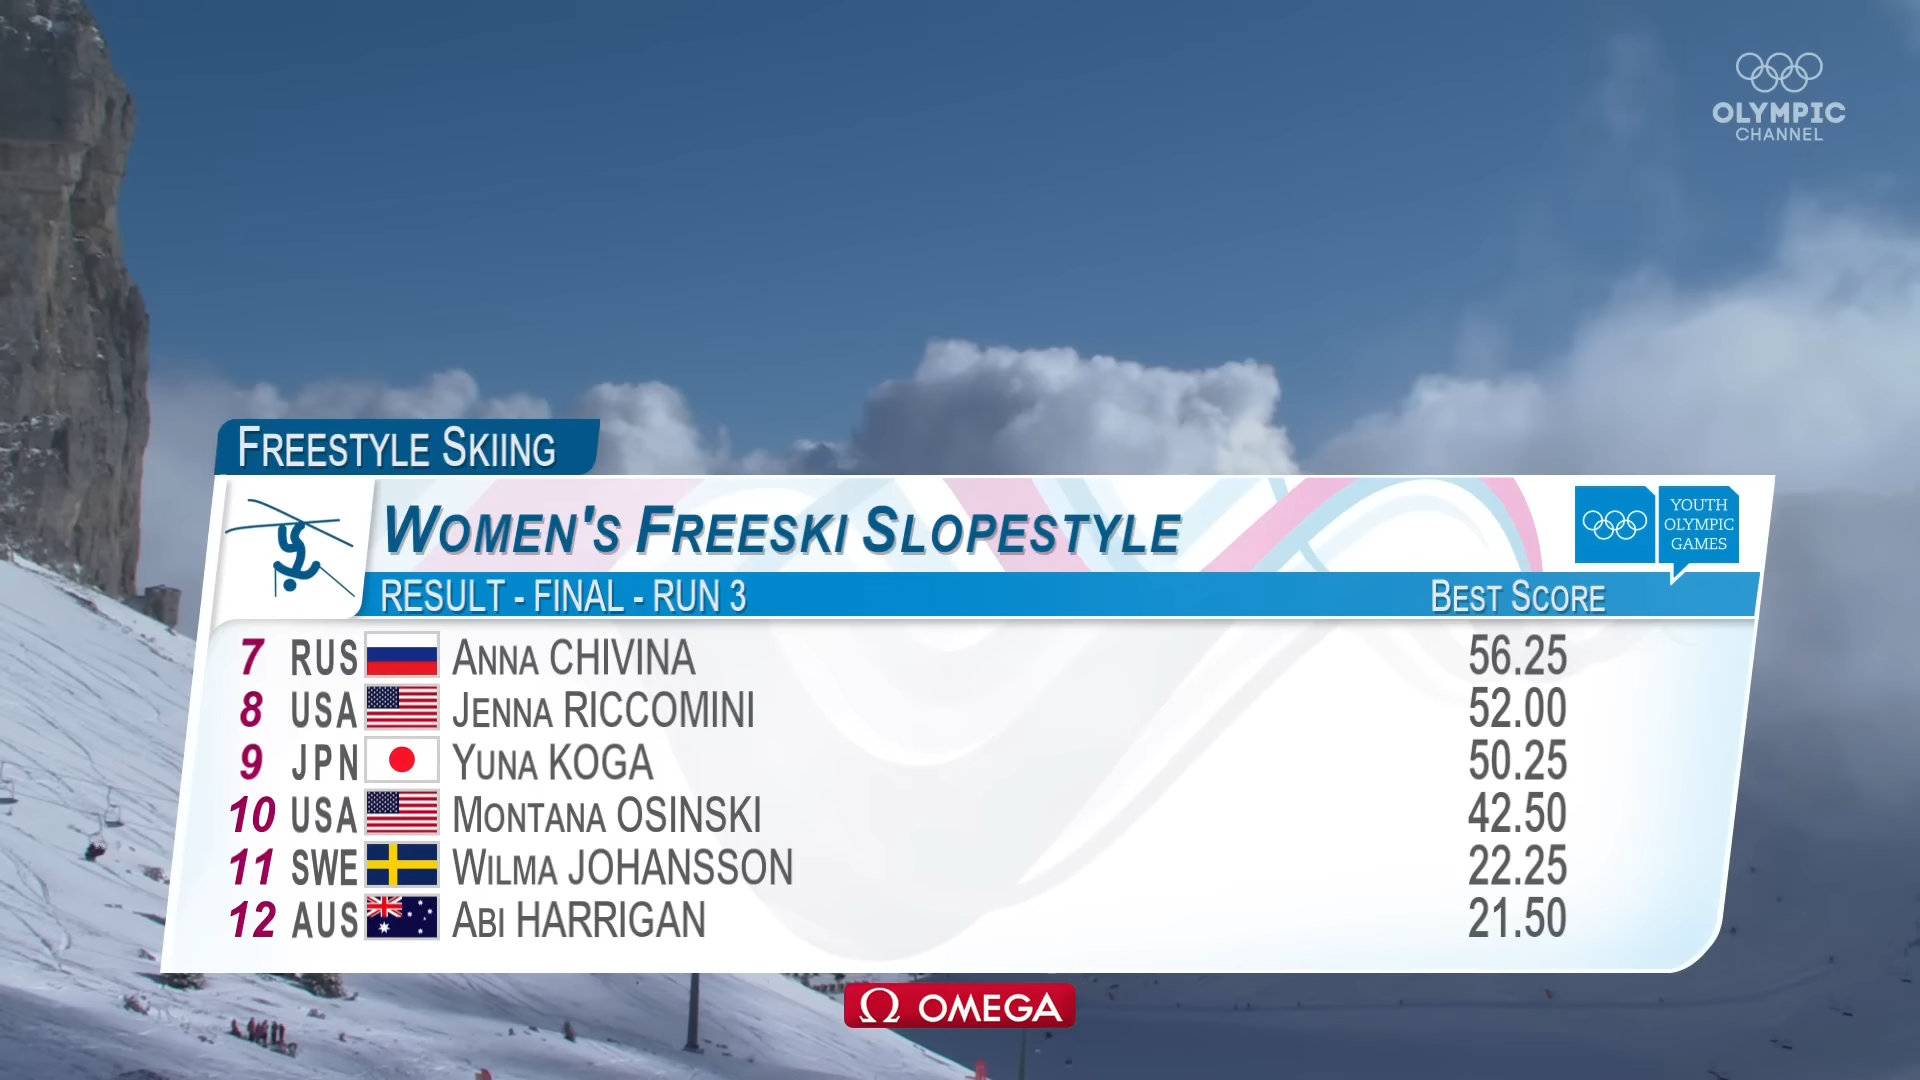 OLYMPIC
CHANNEL
FREESTYLE SKIING
WOMEN'S FREESKI SLOPESTYLE
YOUTH
OLYMPIC
GAMES
RESULT - FINAL - RUN 3 BEST SCORE
7 RUS ANNA CHIVINA 56.25
8 USA JENNA RICCOMINI 52.00
9 JPN YUNA KOGA 50.25
10 USA MONTANA OSINSKI 42.50
11 SWE WILMA JOHANSSON 22.25
12 AUS ABI HARRIGAN 21.50
Ω OMEGA